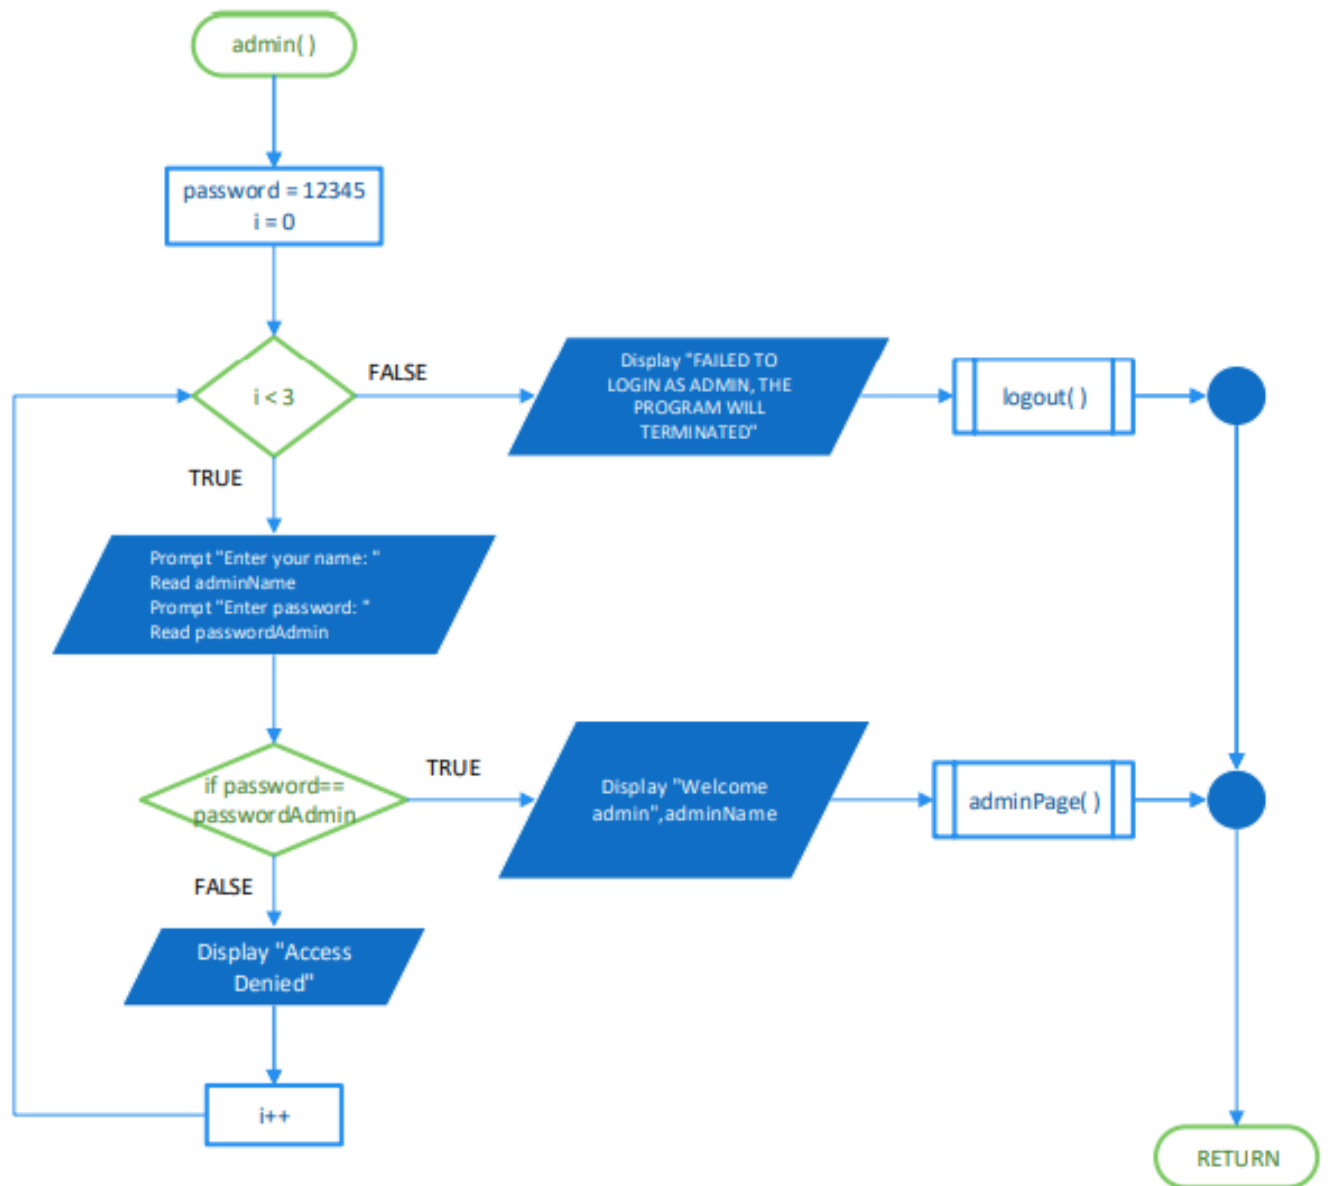 admin( )
password = 12345
i = 0
i < 3
FALSE
Display "FAILED TO
LOGIN AS ADMIN, THE
PROGRAM WILL
TERMINATED"
logout( )
TRUE
Prompt "Enter your name: "
Read adminName
Prompt "Enter password: "
Read passwordAdmin
if password==
passwordAdmin
TRUE
Display "Welcome
admin",adminName
adminPage( )
FALSE
Display "Access
Denied"
i++
RETURN